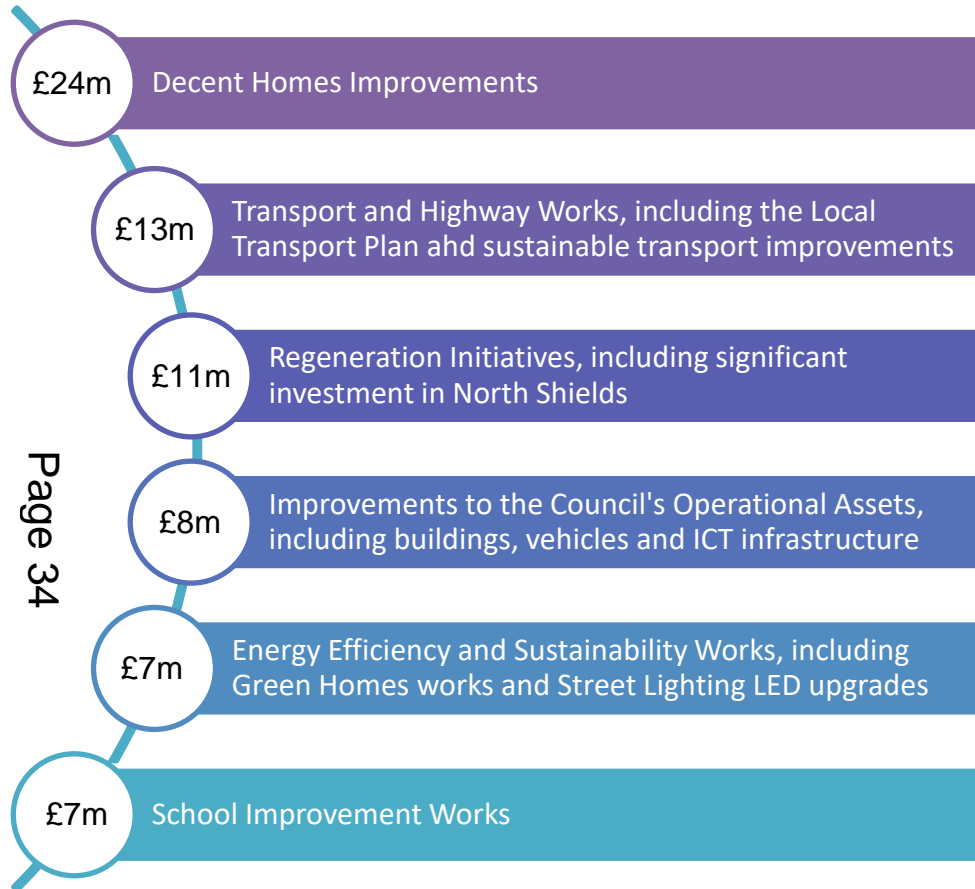 £24m
Decent Homes Improvements
£13m
Transport and Highway Works, including the Local
Transport Plan ahd sustainable transport improvements
£11m
Regeneration Initiatives, including significant
investment in North Shields
£8m
Improvements to the Council's Operational Assets,
including buildings, vehicles and ICT infrastructure
£7m
Energy Efficiency and Sustainability Works, including
Green Homes works and Street Lighting LED upgrades
£7m
School Improvement Works
Page 34